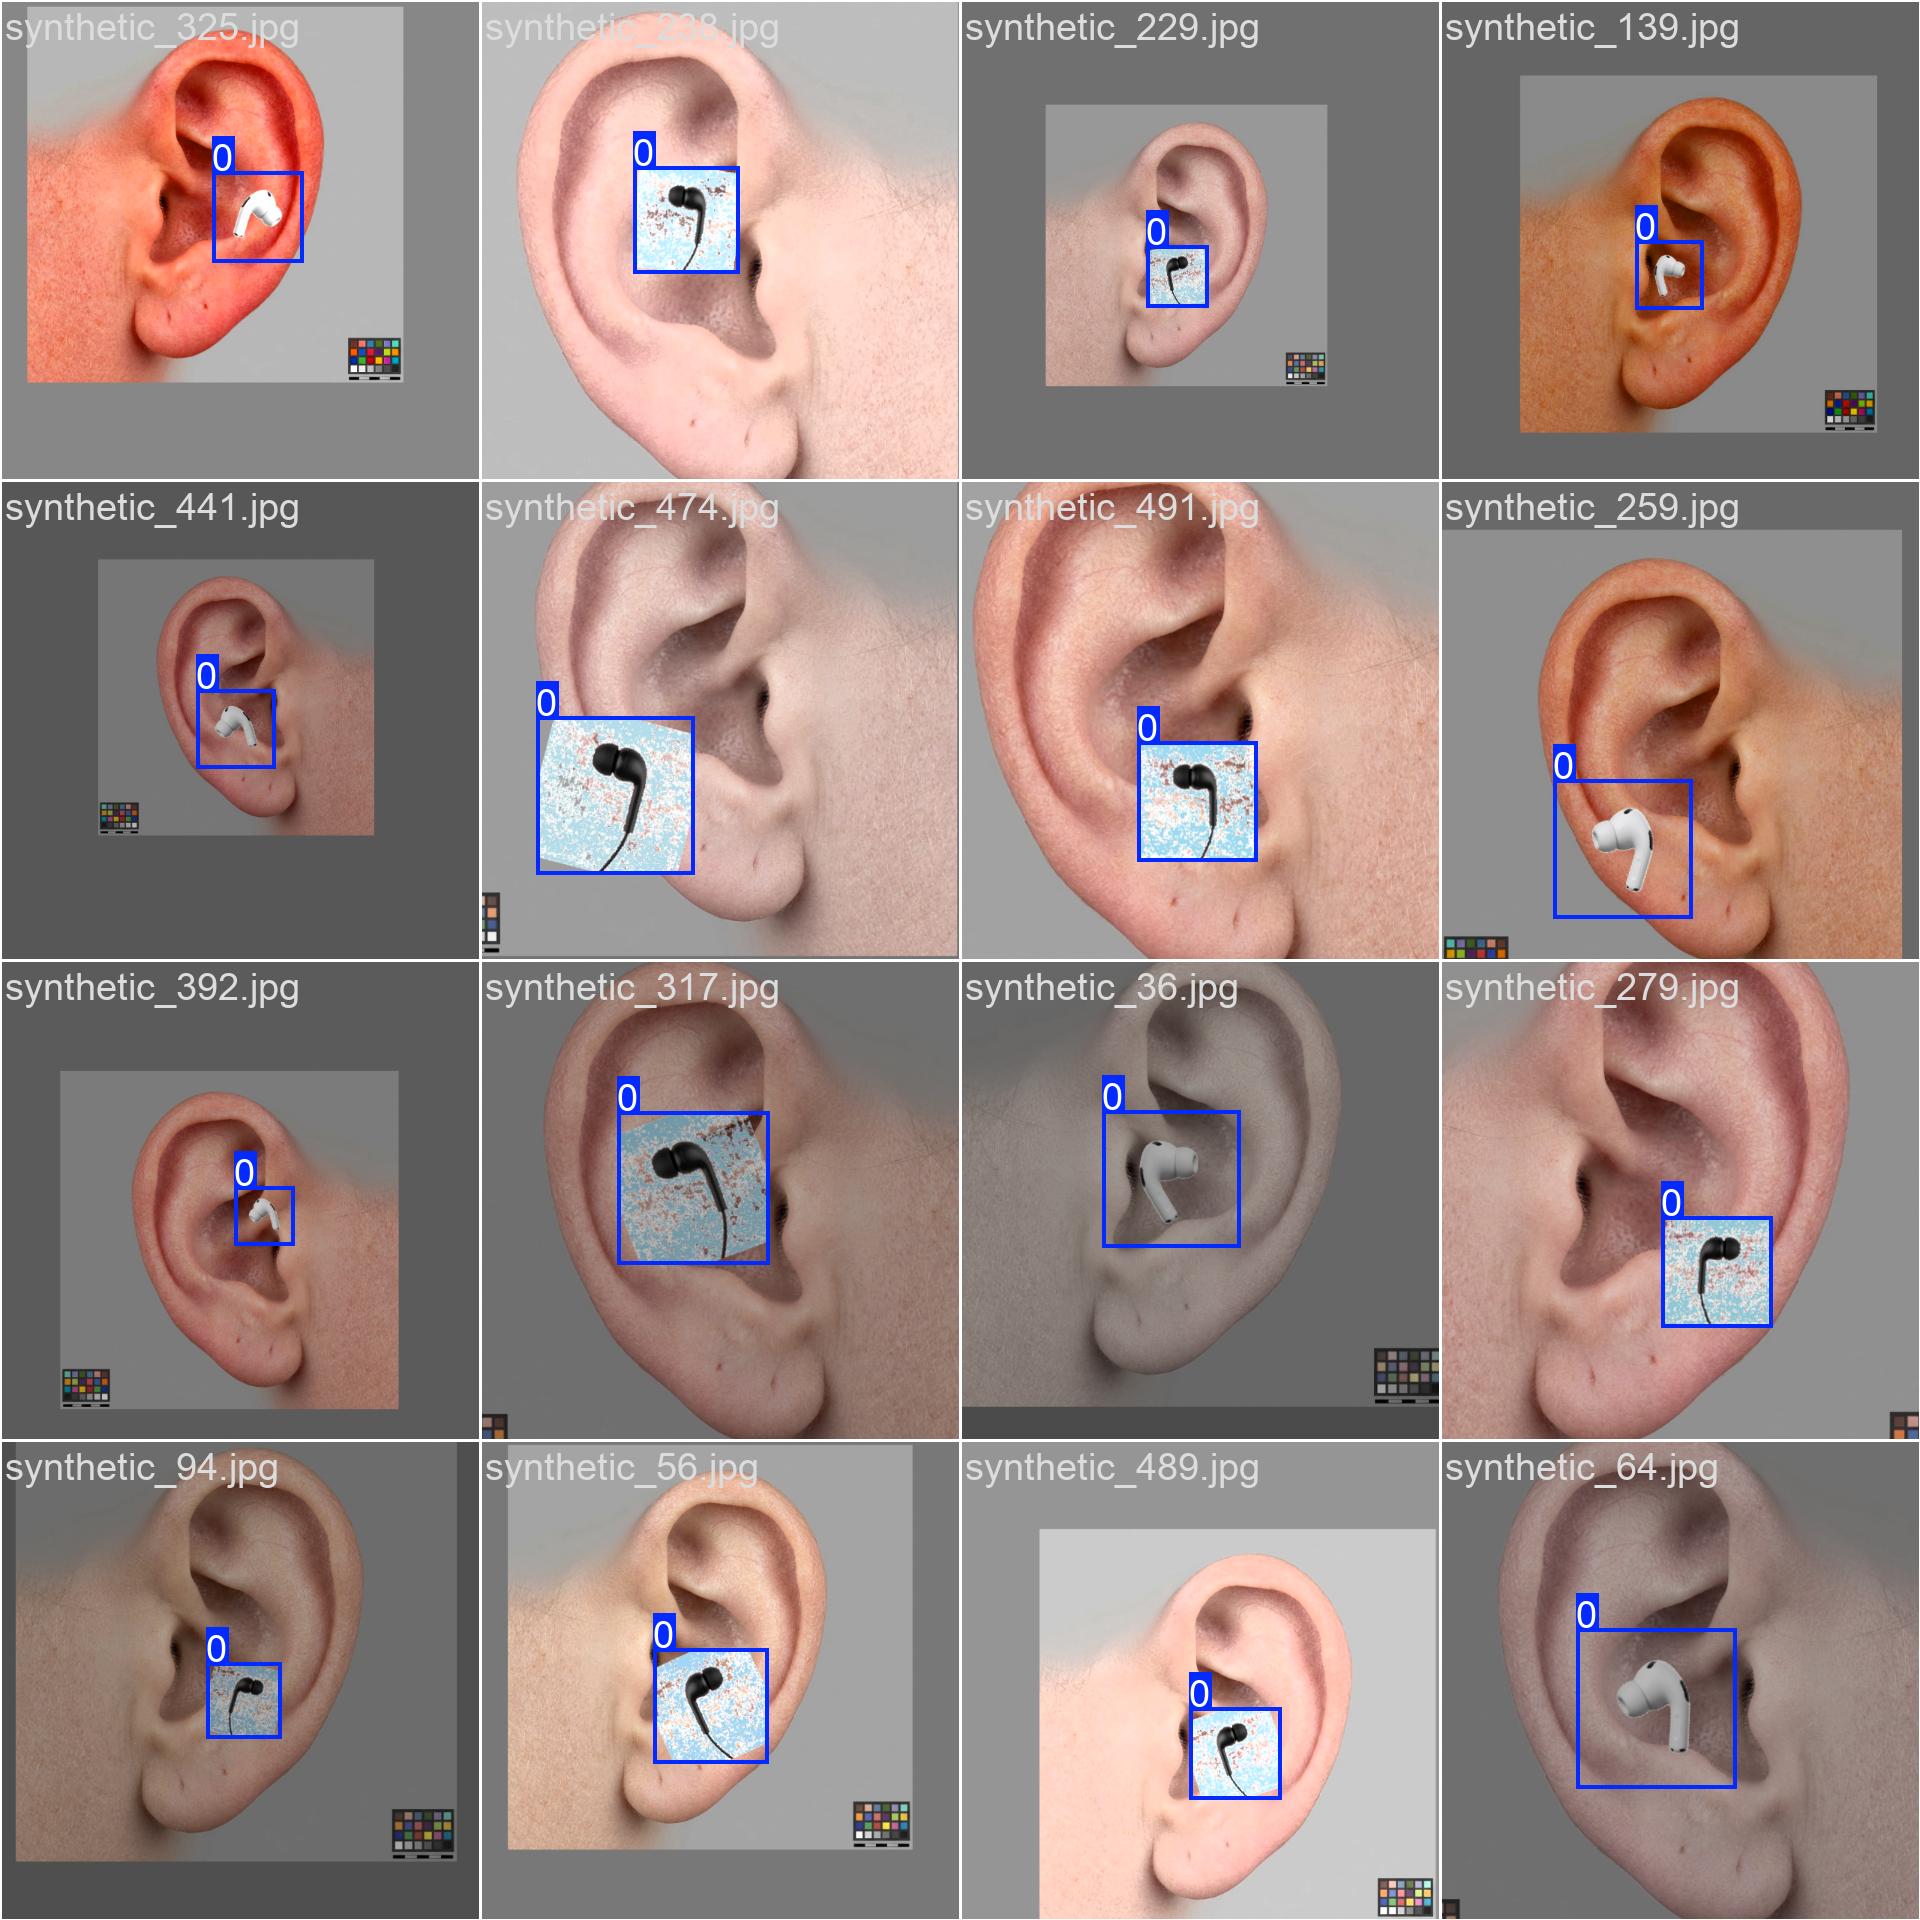 synthetic_325.jpg
synthetic_238.jpg
synthetic_229.jpg
synthetic_139.jpg
0
0
0
0
synthetic_441.jpg
synthetic_474.jpg
synthetic_491.jpg
synthetic_259.jpg
0
0
0
0
synthetic_392.jpg
synthetic_317.jpg
synthetic_36.jpg
synthetic_279.jpg
0
0
0
0
synthetic_94.jpg
synthetic_56.jpg
synthetic_489.jpg
synthetic_64.jpg
0
0
0
0